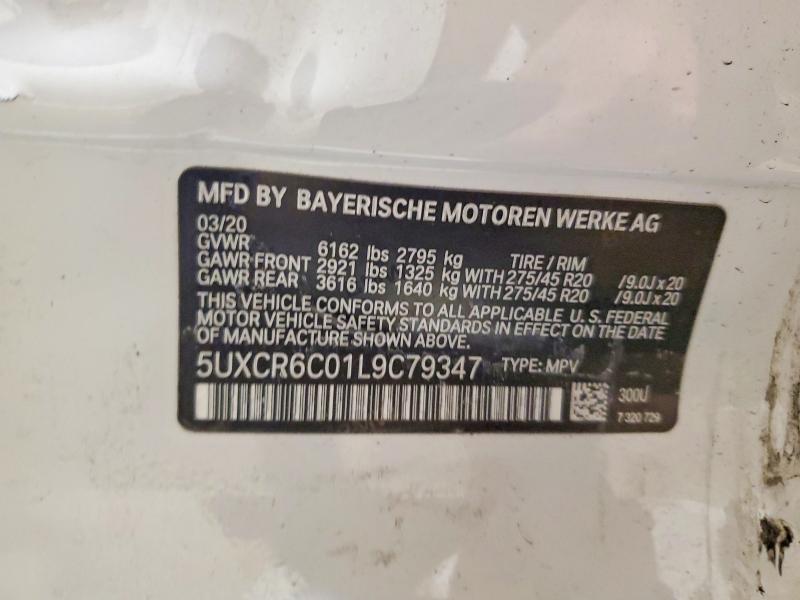 MFD BY BAYERISCHE MOTOREN WERKE AG
03/20
GVWR 6162 lbs 2795 kg TIRE / RIM
GAWR FRONT 2921 lbs 1325 kg WITH 275/45 R20 /9.0J x 20
GAWR REAR 3616 lbs 1640 kg WITH 275/45 R20 /9.0J x 20
THIS VEHICLE CONFORMS TO ALL APPLICABLE U.S. FEDERAL
MOTOR VEHICLE SAFETY STANDARDS IN EFFECT ON THE DATE
OF MANUFACTURE SHOWN ABOVE.
5UXCR6C01L9C79347 TYPE: MPV
300U
7 320 729